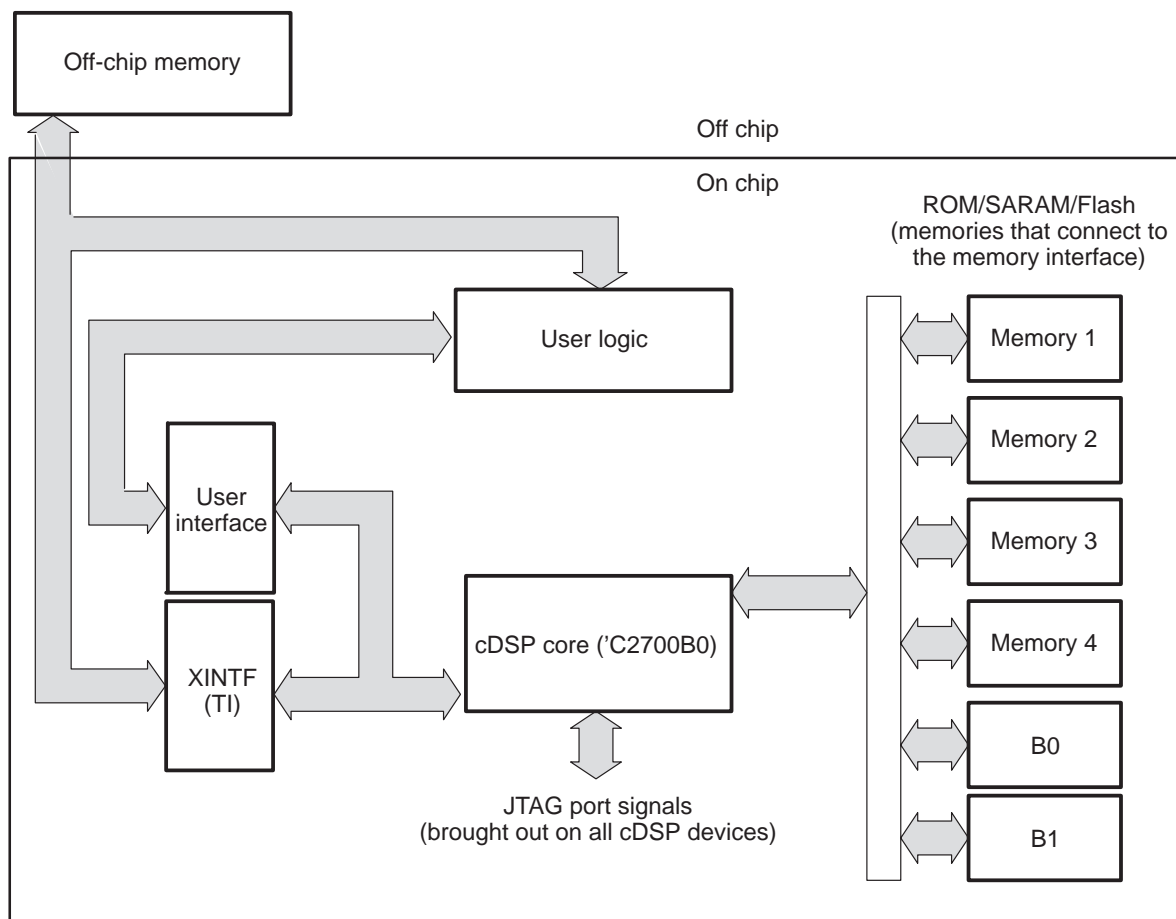 Off-chip memory
Off chip
On chip
ROM/SARAM/Flash
(memories that connect to
the memory interface)
User logic
Memory 1
Memory 2
User
interface
Memory 3
cDSP core (’C2700B0)
Memory 4
XINTF
(TI)
B0
JTAG port signals
(brought out on all cDSP devices)
B1